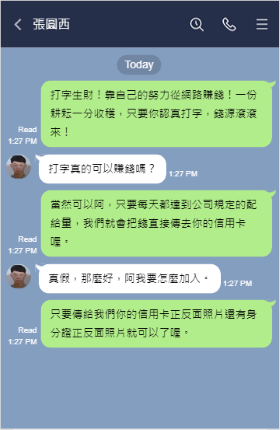 張圜西
Today
打字生財！靠自己的努力從網路賺錢！一份
耕耘一分收穫，只要你認真打字，錢源滾滾
來！
Read
1:27 PM
打字真的可以賺錢嗎？
1:27 PM
當然可以阿，只要每天都達到公司規定的配
給量，我們就會把錢直接傳去你的信用卡
喔。
Read
1:27 PM
真假，那麼好，阿我要怎麼加入。
1:27 PM
只要傳給我們你的信用卡正反面照片還有身
分證正反面照片就可以了喔。
Read
1:27 PM